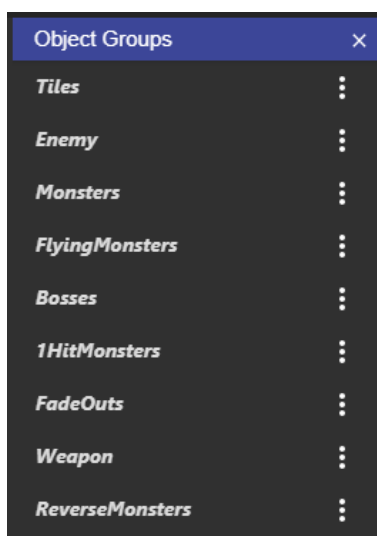 Object Groups
Tiles
Enemy
Monsters
FlyingMonsters
Bosses
1HitMonsters
FadeOuts
Weapon
ReverseMonsters